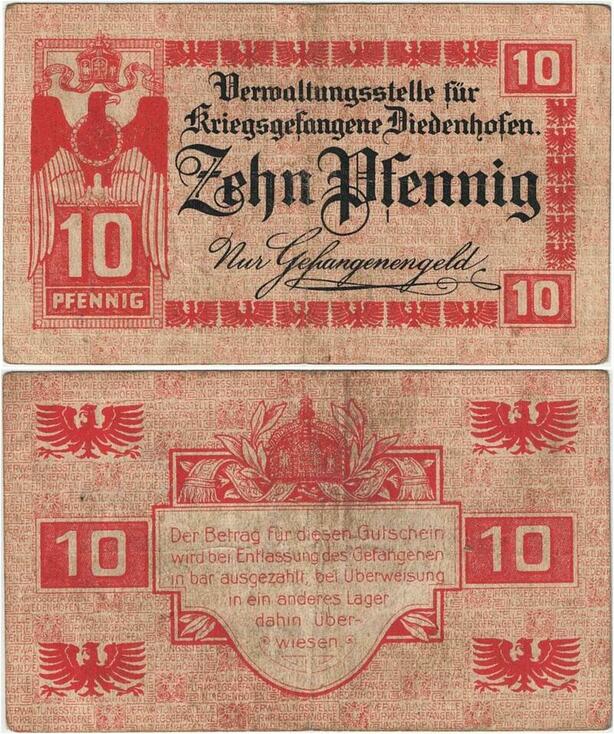 10
Verwaltungsstelle für
Kriegsgefangene Diedenhofen.
Zehn Pfennig
10
PFENNIG
Nur Gefangenengeld
10
10
10
Der Betrag für diesen Gutschein
wird bei Entlassung des Gefangenen
in bar ausgezahlt, bei Überweisung
in ein anderes Lager
dahin über-
wiesen.